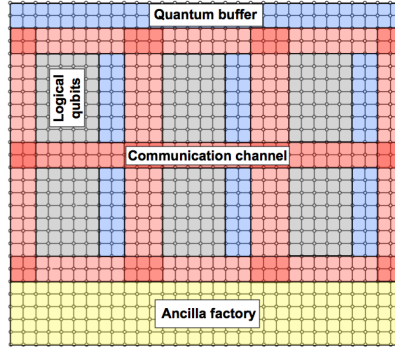 Quantum buffer
Logical
qubits
Communication channel
Ancilla factory